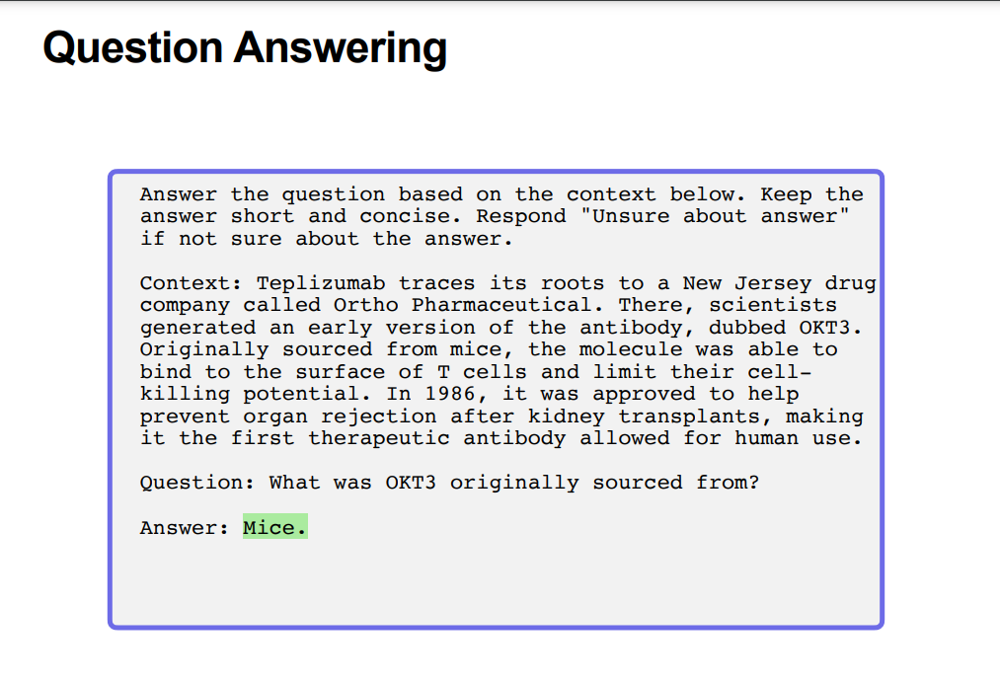 Question Answering
Answer the question based on the context below. Keep the
answer short and concise. Respond "Unsure about answer"
if not sure about the answer.
Context: Teplizumab traces its roots to a New Jersey drug
company called Ortho Pharmaceutical. There, scientists
generated an early version of the antibody, dubbed OKT3.
Originally sourced from mice, the molecule was able to
bind to the surface of T cells and limit their cell-
killing potential. In 1986, it was approved to help
prevent organ rejection after kidney transplants, making
it the first therapeutic antibody allowed for human use.
Question: What was OKT3 originally sourced from?
Answer: Mice.